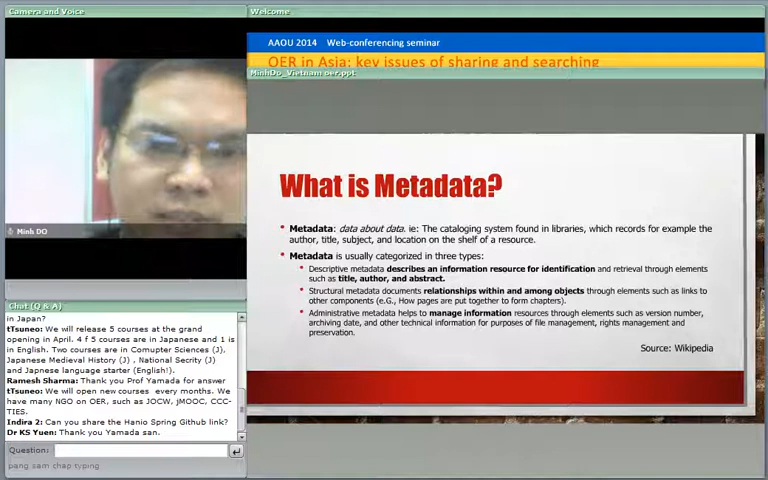 Camera and Voice
Welcome
AAOU 2014 Web-conferencing seminar
OER in Asia: key issues of sharing and searching
MinhDo_Vietnam oer.ppt
What is Metadata?
• Metadata: data about data. ie: The cataloging system found in libraries, which records for example the
author, title, subject, and location on the shelf of a resource.
• Metadata is usually categorized in three types:
• Descriptive metadata describes an information resource for identification and retrieval through elements
such as title, author, and abstract.
• Structural metadata documents relationships within and among objects through elements such as links to
other components (e.G., How pages are put together to form chapters).
• Administrative metadata helps to manage information resources through elements such as version number,
archiving date, and other technical information for purposes of file management, rights management and
preservation.
Source: Wikipedia
Minh DO
Chat (Q & A)
in Japan?
tTsuneo: We will release 5 courses at the grand
opening in April. 4 f 5 courses are in Japanese and 1 is
in English. Two courses are in Comupter Sciences (J),
Japanese Medieval History (J) , National Secrity (J)
and Japnese language starter (English!).
Ramesh Sharma: Thank you Prof Yamada for answer
tTsuneo: We will open new courses every months. We
have many NGO on OER, such as JOCW, JMOOC, CCC-
TIES.
Indira 2: Can you share the Hanio Spring Github link?
Dr KS Yuen: Thank you Yamada san.
Question:
pang sam chap typing